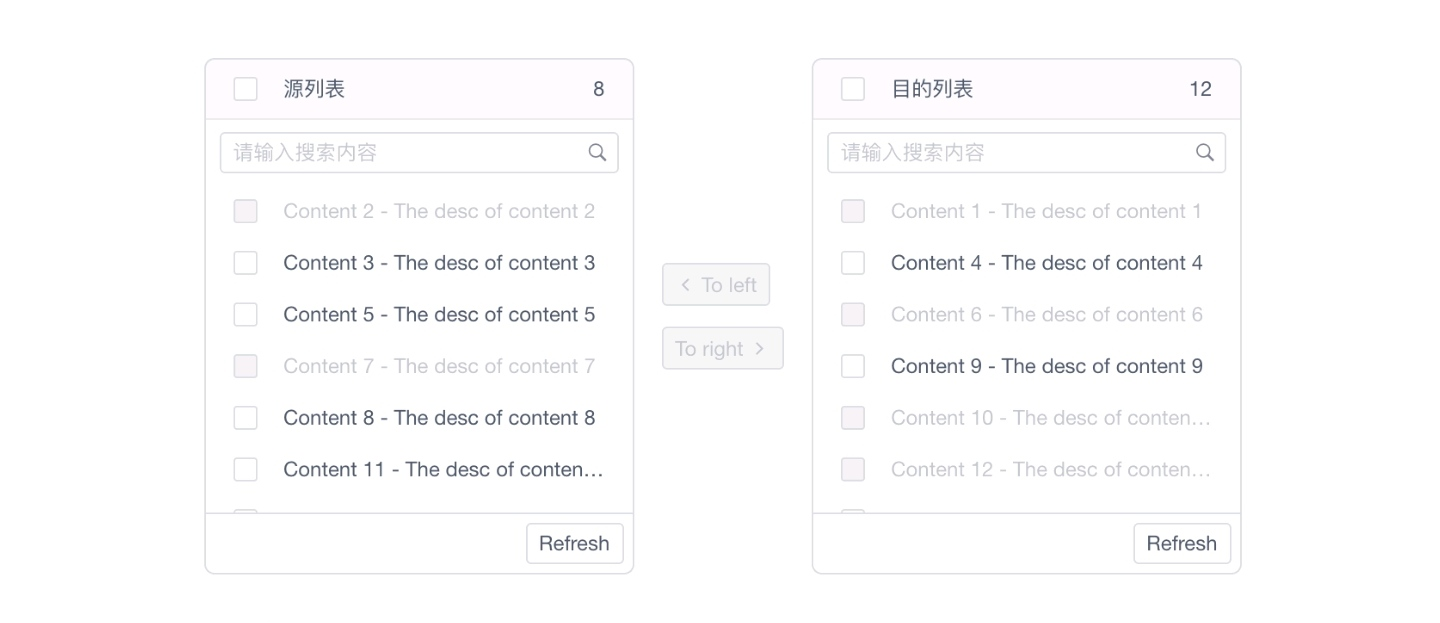 源列表 8
请输入搜索内容
Content 2 - The desc of content 2
Content 3 - The desc of content 3
Content 5 - The desc of content 5
Content 7 - The desc of content 7
Content 8 - The desc of content 8
Content 11 - The desc of conten...
Refresh
To left
To right
目的列表 12
请输入搜索内容
Content 1 - The desc of content 1
Content 4 - The desc of content 4
Content 6 - The desc of content 6
Content 9 - The desc of content 9
Content 10 - The desc of conten...
Content 12 - The desc of conten...
Refresh